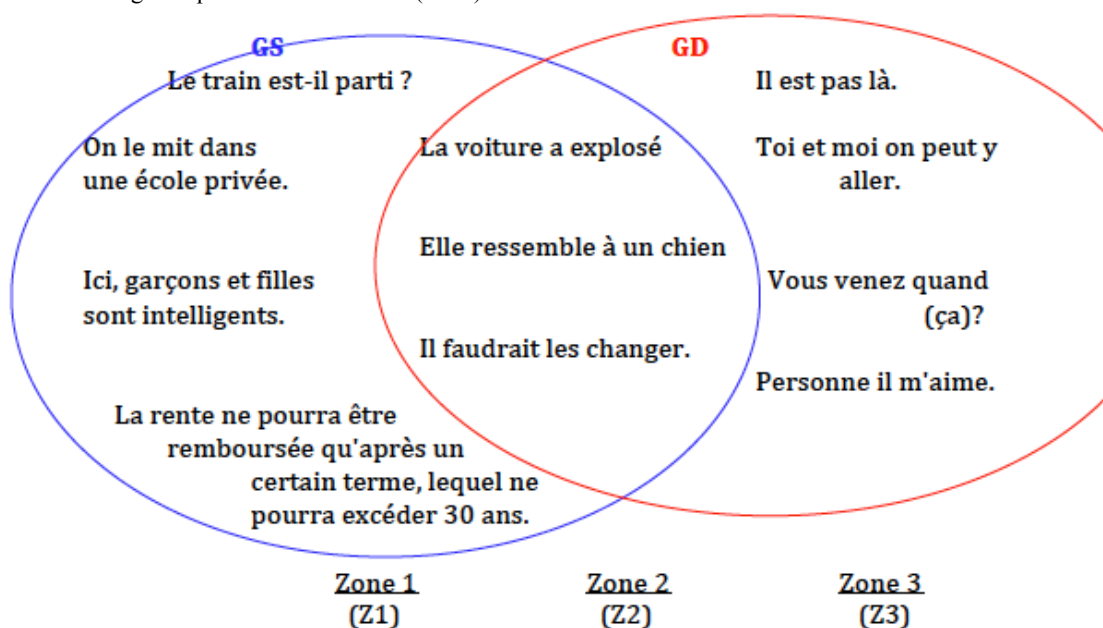 GS
GD
Le train est-il parti ?
Il est pas là.
On le mit dans
une école privée.
La voiture a explosé
Toi et moi on peut y
aller.
Elle ressemble à un chien
Ici, garçons et filles
sont intelligents.
Vous venez quand
(ça)?
Il faudrait les changer.
Personne il m'aime.
La rente ne pourra être
remboursée qu'après un
certain terme, lequel ne
pourra excéder 30 ans.
Zone 1
(Z1)
Zone 2
(Z2)
Zone 3
(Z3)